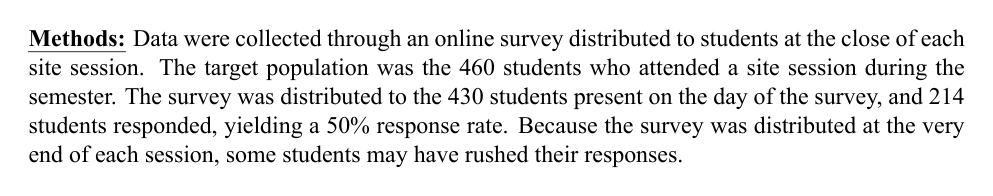 Methods: Data were collected through an online survey distributed to students at the close of each
site session. The target population was the 460 students who attended a site session during the
semester. The survey was distributed to the 430 students present on the day of the survey, and 214
students responded, yielding a 50% response rate. Because the survey was distributed at the very
end of each session, some students may have rushed their responses.